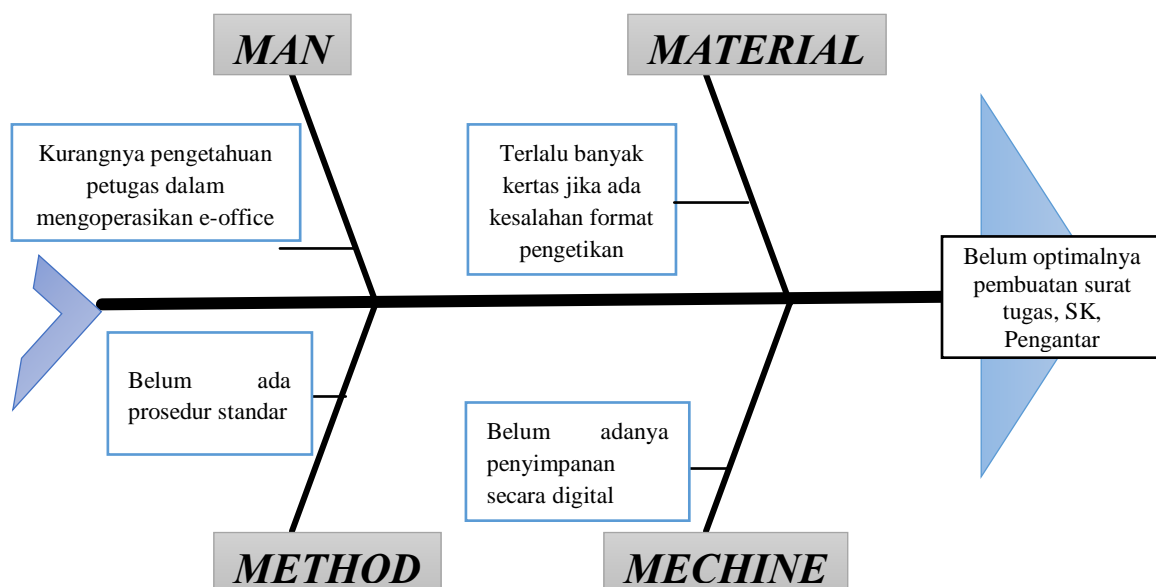 MAN
MATERIAL
Kurangnya pengetahuan
petugas dalam
mengoperasikan e-office
Terlalu banyak
kertas jika ada
kesalahan format
pengetikan
Belum optimalnya
pembuatan surat
tugas, SK,
Pengantar
Belum ada
prosedur standar
Belum adanya
penyimpanan
secara digital
METHOD
MECHINE